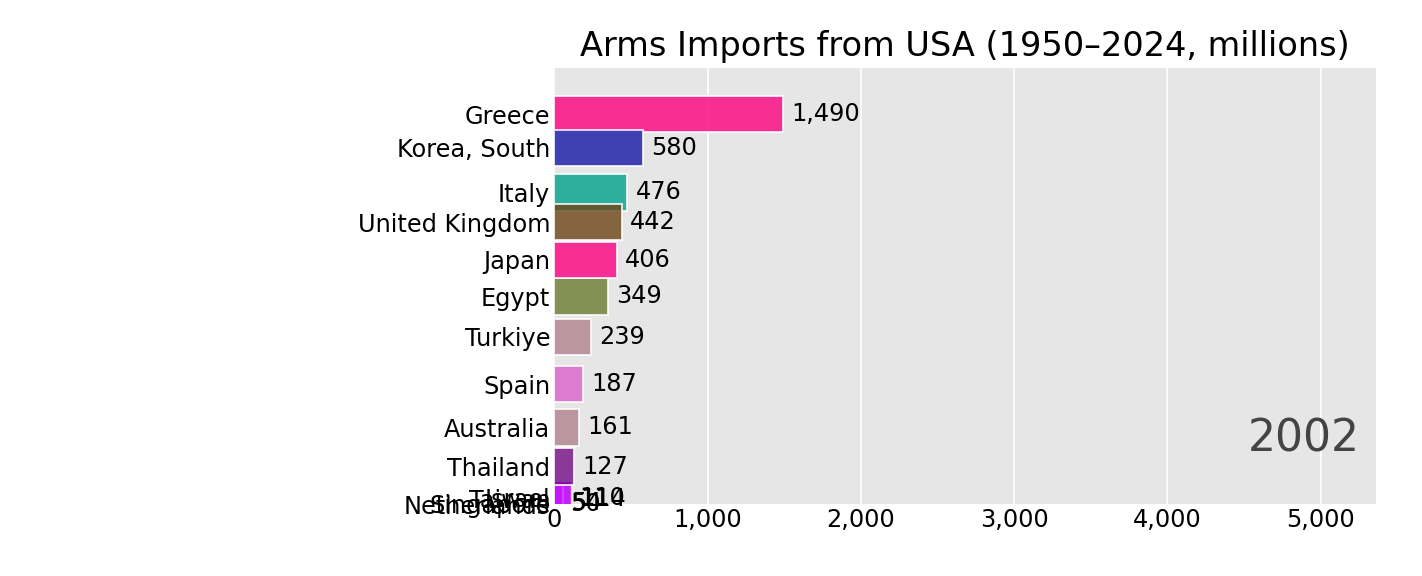 Arms Imports from USA (1950–2024, millions)
Greece 1,490
Korea, South 580
Italy 476
United Kingdom 442
Japan 406
Egypt 349
Turkiye 239
Spain 187
Australia 161
2002
Thailand 127
0 1,000 2,000 3,000 4,000 5,000